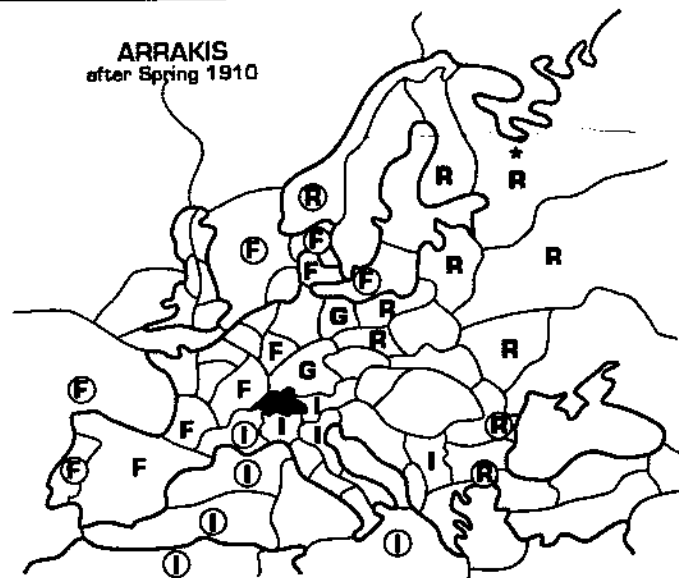 ARRAKIS
after Spring 1910
*
R R
R
F F
R R
F F
G R
R
F R
G
F I
F
F I I I R
I R
F F I
I
I
I